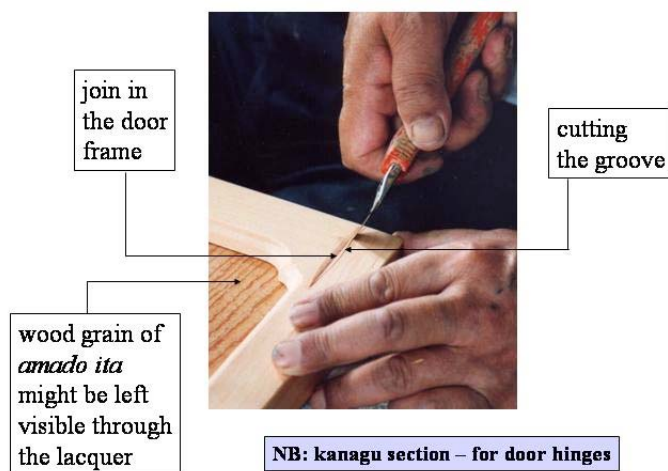 join in
the door
frame
cutting
the groove
wood grain of
amado ita
might be left
visible through
the lacquer
NB: kanagu section – for door hinges